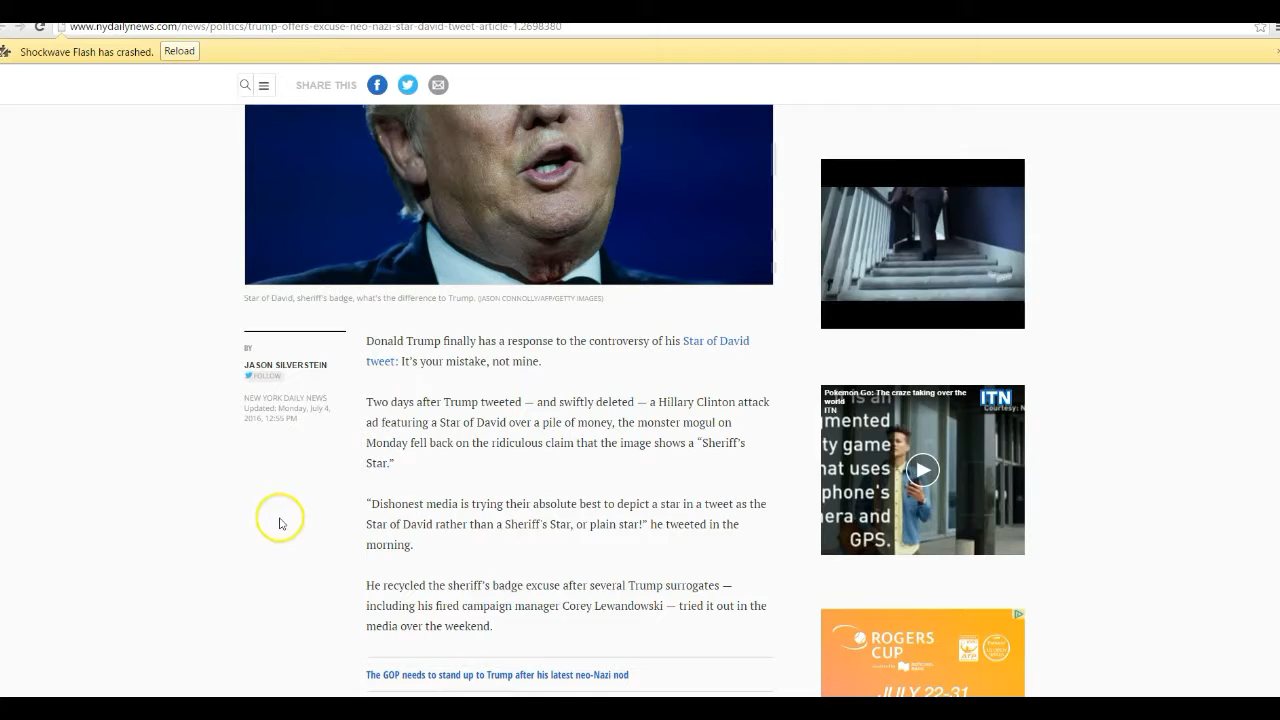 www.nydailynews.com/news/politics/trump-offers-excuse-neo-nazi-star-david-tweet-article-1.2698380
Shockwave Flash has crashed. Reload
SHARE THIS
Star of David, sheriff's badge, what's the difference to Trump. (JASON CONNOLLY/AFP/GETTY IMAGES)
BY
JASON SILVERSTEIN
FOLLOW
NEW YORK DAILY NEWS
Updated: Monday, July 4,
2016, 12:55 PM
Donald Trump finally has a response to the controversy of his Star of David
tweet: It's your mistake, not mine.
Two days after Trump tweeted — and swiftly deleted — a Hillary Clinton attack
ad featuring a Star of David over a pile of money, the monster mogul on
Monday fell back on the ridiculous claim that the image shows a “Sheriff's
Star.”
“Dishonest media is trying their absolute best to depict a star in a tweet as the
Star of David rather than a Sheriff's Star, or plain star!” he tweeted in the
morning.
He recycled the sheriff's badge excuse after several Trump surrogates —
including his fired campaign manager Corey Lewandowski — tried it out in the
media over the weekend.
The GOP needs to stand up to Trump after his latest neo-Nazi nod
Pokemon Go: The craze taking over the
world
ITN
ITN
Courtesy: N
is an
gmented
ty game
hat uses
phone's
era and
GPS.
ROGERS
CUP
ATP
JULY 22-31